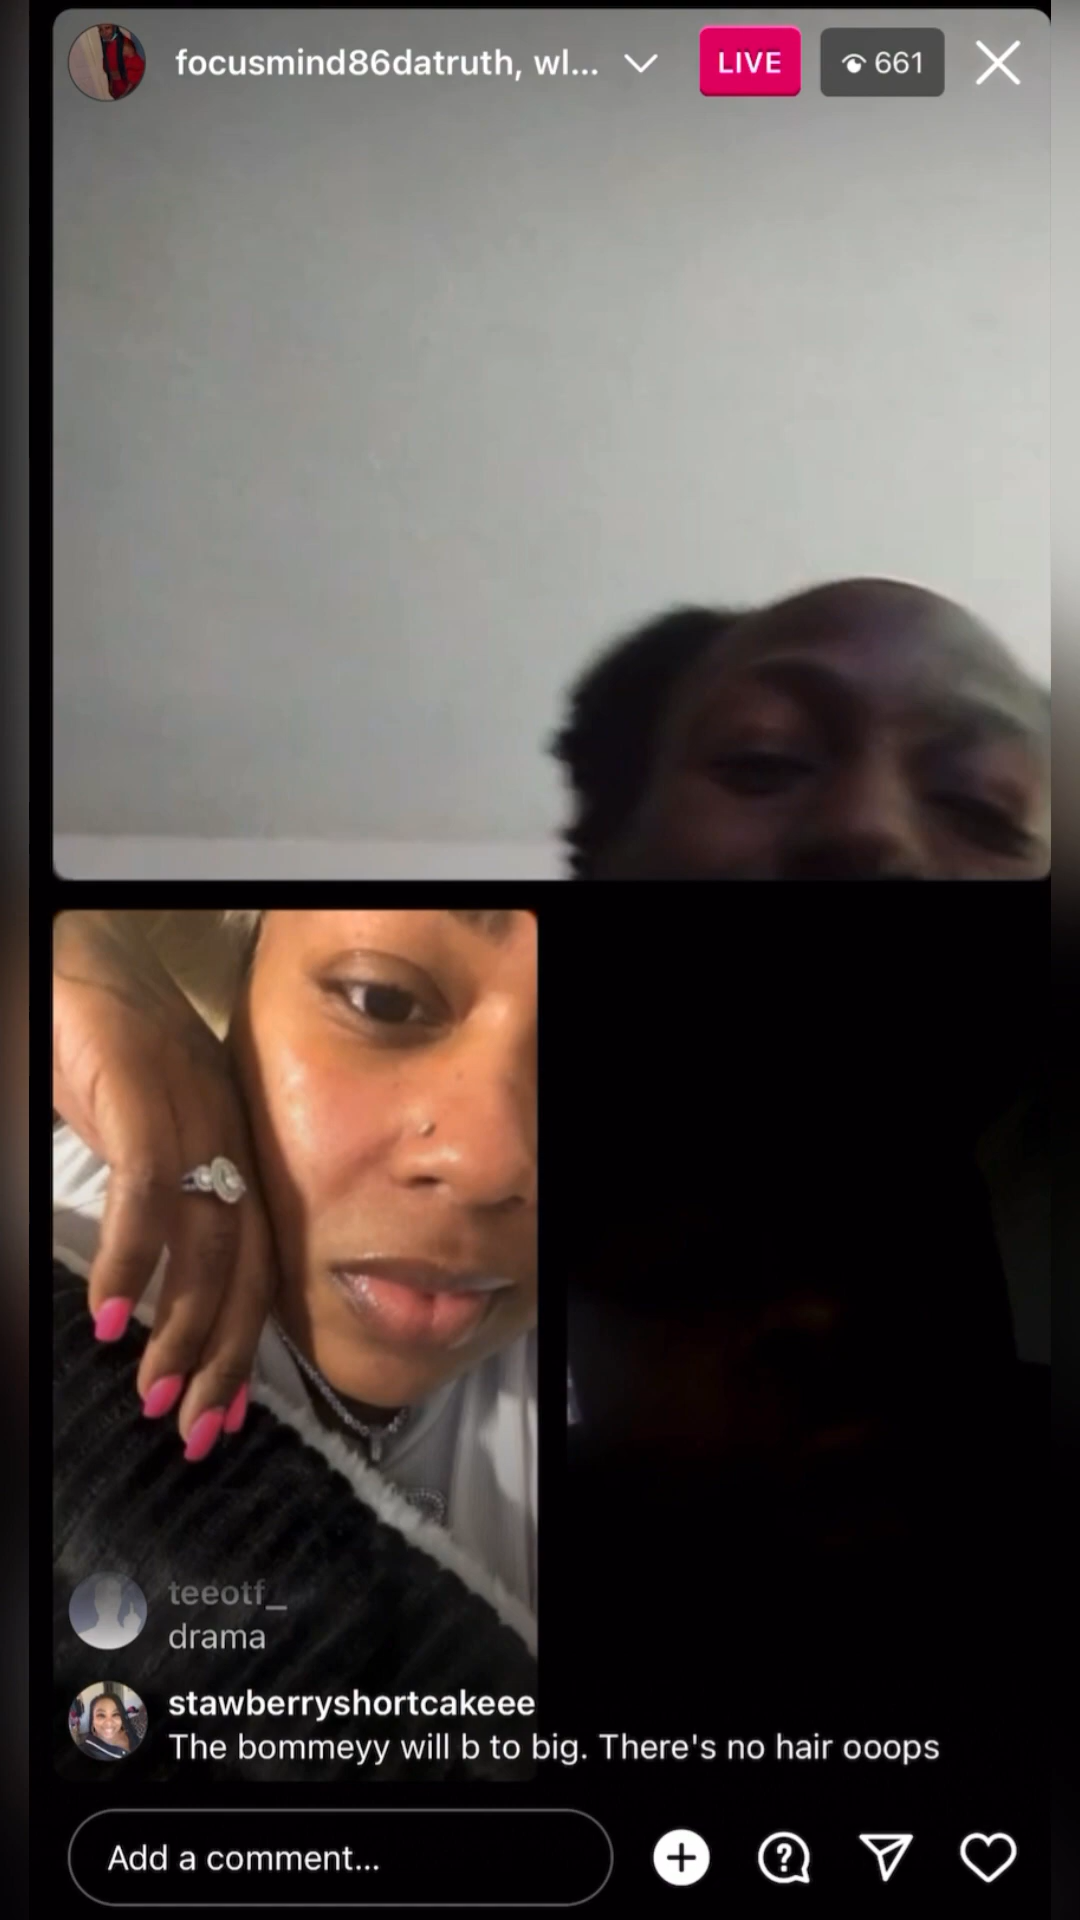 focusmind86datruth, wl...
LIVE
661
teeotf_
drama
stawberryshortcakeee
The bommeyy will b to big. There's no hair ooops
Add a comment...